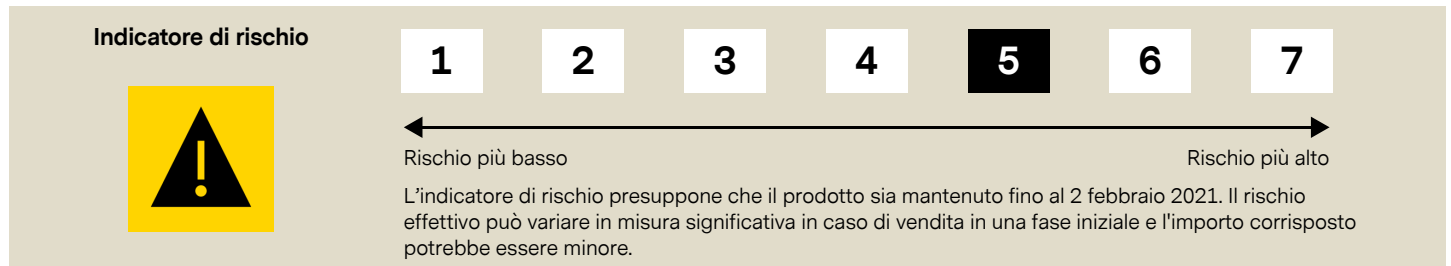 Indicatore di rischio
1 2 3 4 5 6 7
Rischio più basso
Rischio più alto
L’indicatore di rischio presuppone che il prodotto sia mantenuto fino al 2 febbraio 2021. Il rischio
effettivo può variare in misura significativa in caso di vendita in una fase iniziale e l'importo corrisposto
potrebbe essere minore.